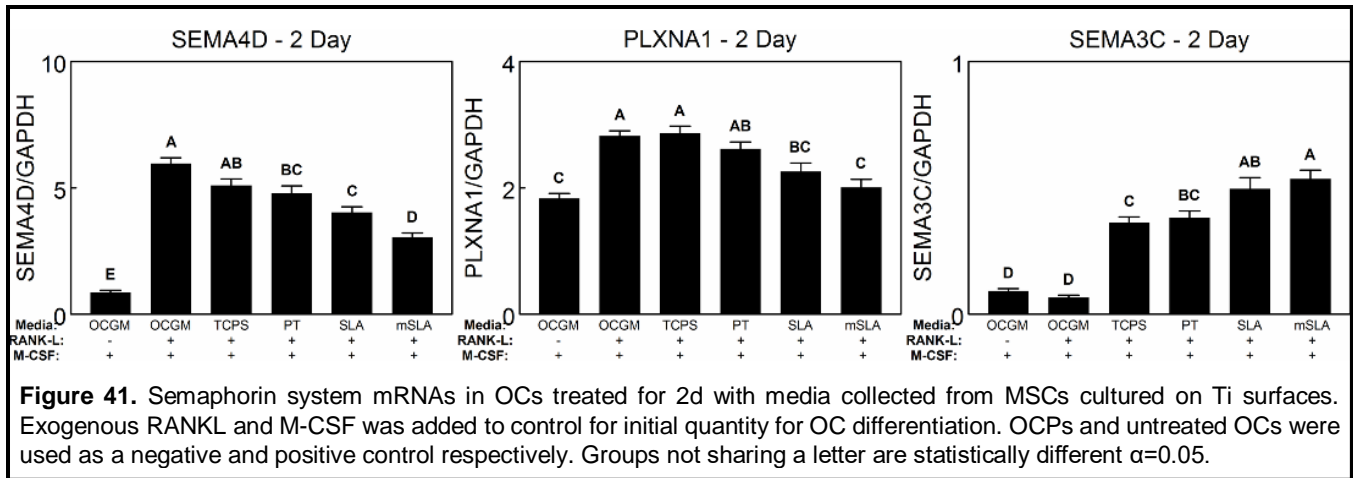 SEMA4D - 2 Day
10
5
0
SEMA4D/GAPDH
E
A
AB
BC
C
D
Media: OCGM OCGM TCPS PT SLA mSLA
RANK-L: - + + + + +
M-CSF: + + + + + +
PLXNA1 - 2 Day
4
2
0
PLXNA1/GAPDH
C
A
A
AB
BC
C
Media: OCGM OCGM TCPS PT SLA mSLA
RANK-L: - + + + + +
M-CSF: + + + + + +
SEMA3C - 2 Day
1
0
SEMA3C/GAPDH
D
D
C
BC
AB
A
Media: OCGM OCGM TCPS PT SLA mSLA
RANK-L: - + + + + +
M-CSF: + + + + + +
Figure 41. Semaphorin system mRNAs in OCs treated for 2d with media collected from MSCs cultured on Ti surfaces.
Exogenous RANKL and M-CSF was added to control for initial quantity for OC differentiation. OCPs and untreated OCs were
used as a negative and positive control respectively. Groups not sharing a letter are statistically different α=0.05.